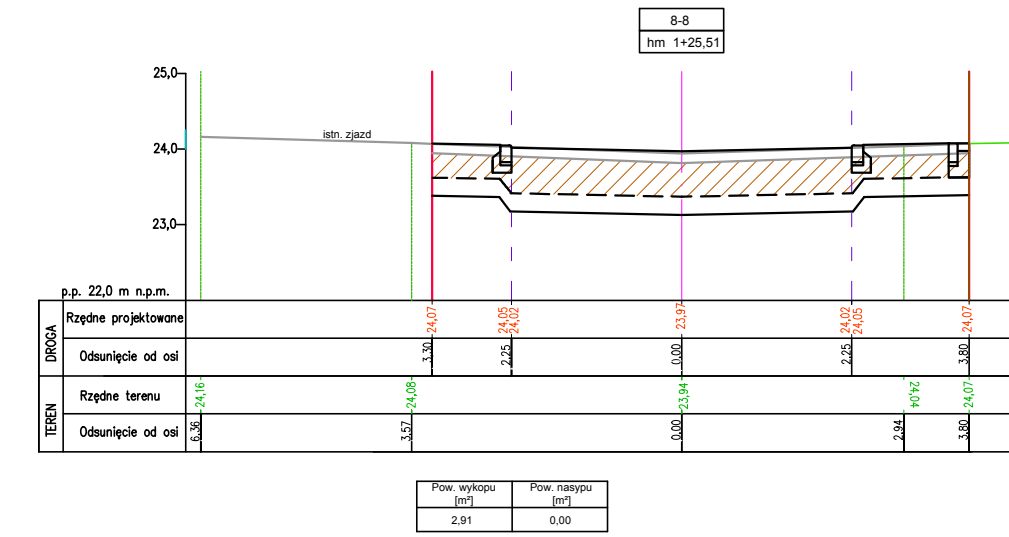 8-8
hm 1+25,51
25,0
istn. zjazd
24,0
23,0
p.p. 22,0 m n.p.m.
DROGA
Rzędne projektowane
24,07
24,05
24,02
23,97
24,02
24,05
24,07
Odsunięcie od osi
3,30
2,25
0,00
2,25
3,80
TEREN
Rzędne terenu
24,16
24,08
23,94
24,04
24,07
Odsunięcie od osi
6,36
3,57
0,00
2,94
3,80
Pow. wykopu
[m²]
Pow. nasypu
[m²]
2,91
0,00